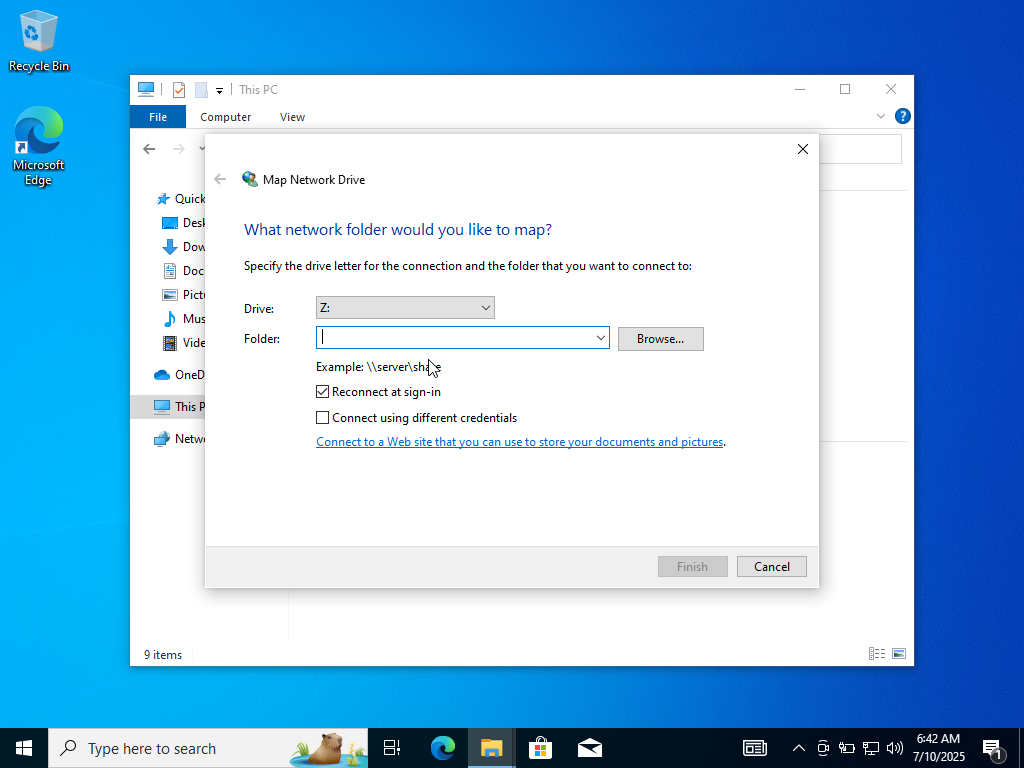 Recycle Bin
Microsoft
Edge
This PC
File
Computer
View
Quick
Desk
Dow
Doc
Pictu
Mus
Vide
OneD
This P
Netwo
Map Network Drive
What network folder would you like to map?
Specify the drive letter for the connection and the folder that you want to connect to:
Drive:
Z:
Folder:
Browse...
Example: \\server\share
Reconnect at sign-in
Connect using different credentials
Connect to a Web site that you can use to store your documents and pictures.
Finish
Cancel
9 items
Type here to search
6:42 AM
7/10/2025
1